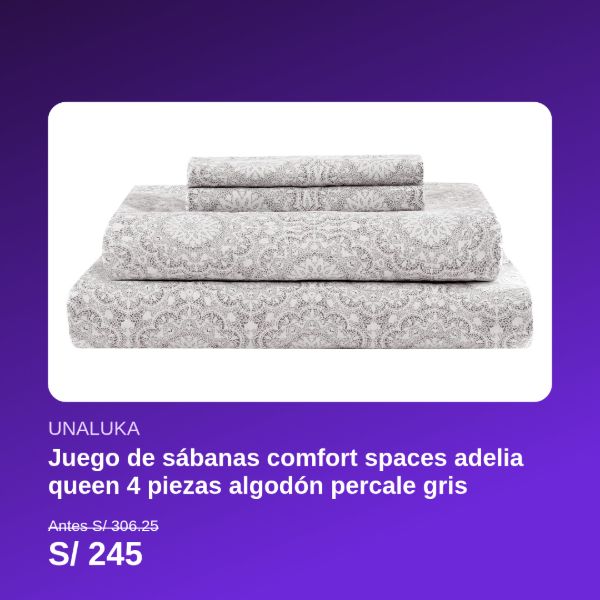 UNALUKA
Juego de sábanas comfort spaces adelia
queen 4 piezas algodón percale gris
Antes S/ 306.25
S/ 245